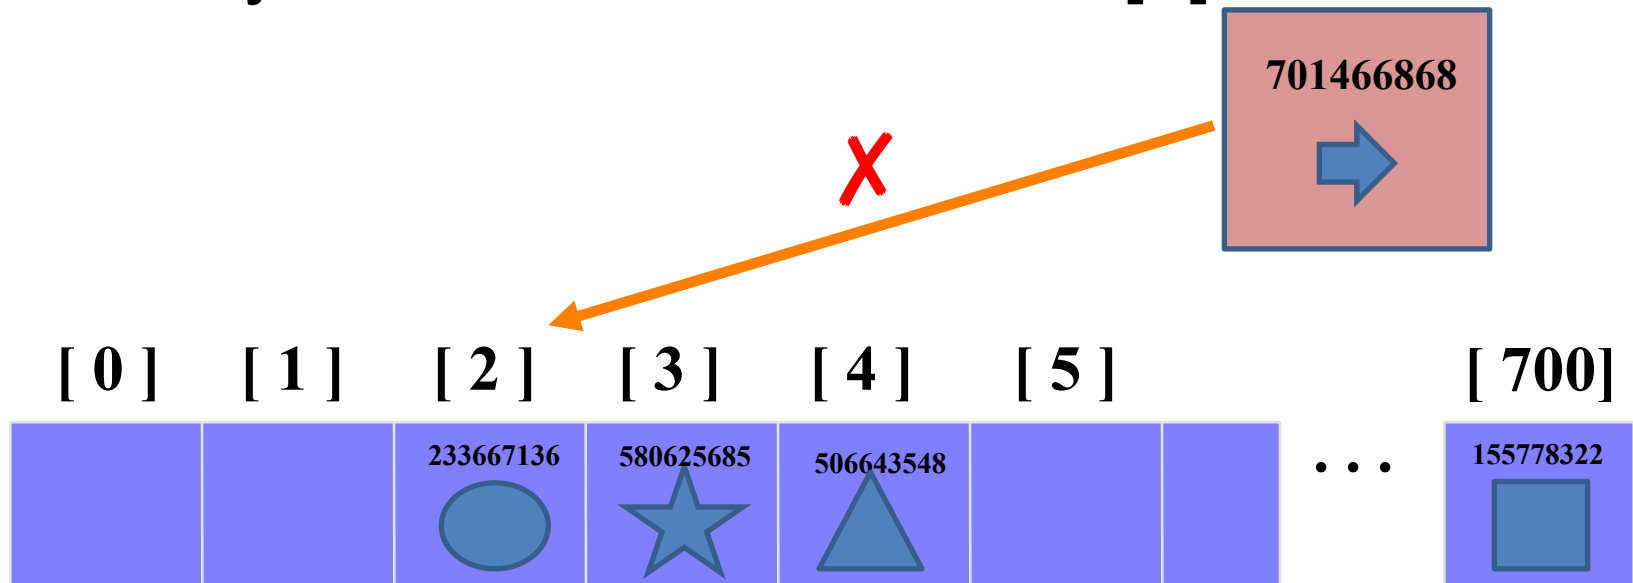 701466868
[ 0 ] [ 1 ] [ 2 ] [ 3 ] [ 4 ] [ 5 ] [ 700]
233667136 580625685 506643548 . . . 155778322